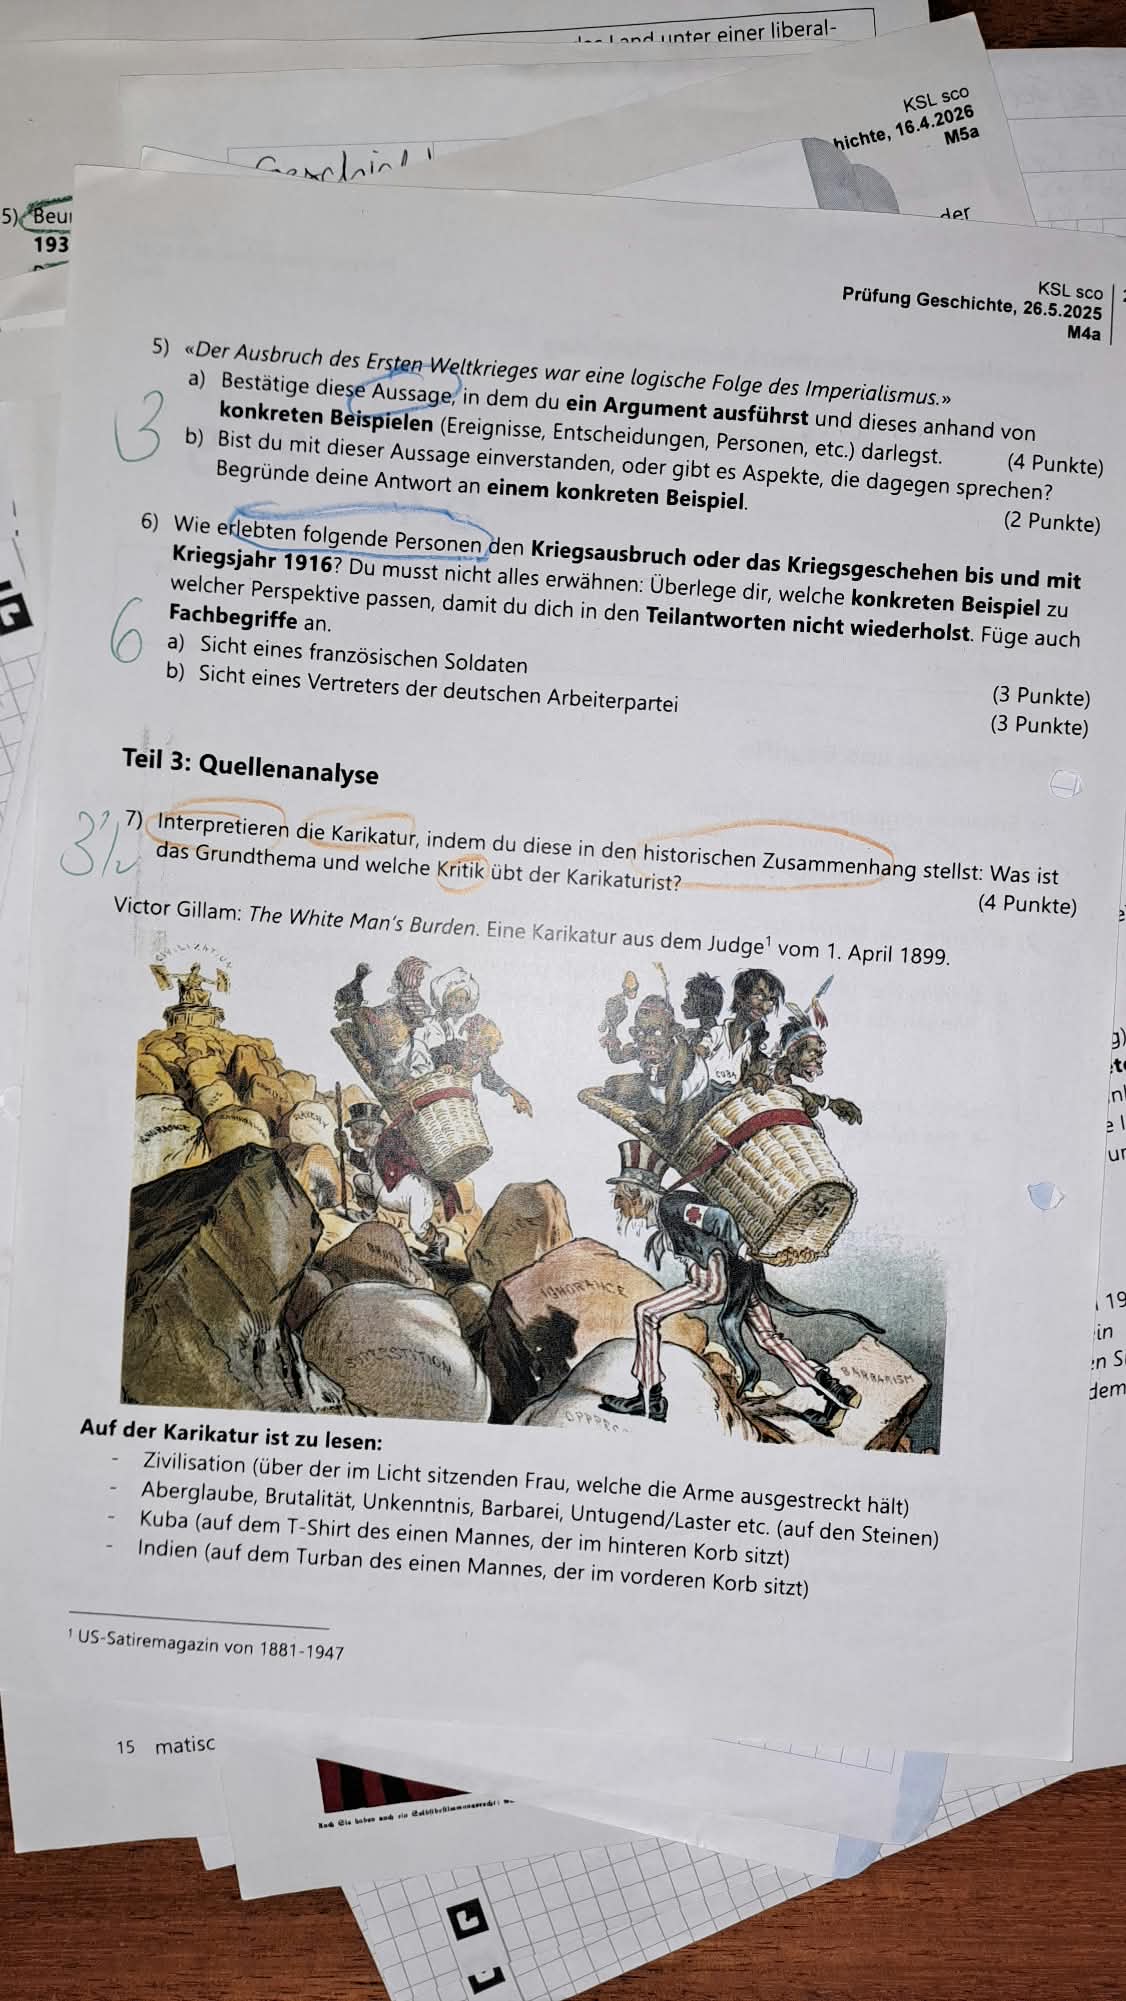 Land unter einer liberal-
KSL sco
hichte, 16.4.2026
M5a
der
5) Beu
193
KSL sco
Prüfung Geschichte, 26.5.2025
M4a
5) «Der Ausbruch des Ersten Weltkrieges war eine logische Folge des Imperialismus.»
a) Bestätige diese Aussage, in dem du ein Argument ausführst und dieses anhand von
konkreten Beispielen (Ereignisse, Entscheidungen, Personen, etc.) darlegst. (4 Punkte)
b) Bist du mit dieser Aussage einverstanden, oder gibt es Aspekte, die dagegen sprechen?
Begründe deine Antwort an einem konkreten Beispiel. (2 Punkte)
3
6) Wie erlebten folgende Personen den Kriegsausbruch oder das Kriegsgeschehen bis und mit
Kriegsjahr 1916? Du musst nicht alles erwähnen: Überlege dir, welche konkreten Beispiel zu
welcher Perspektive passen, damit du dich in den Teilantworten nicht wiederholst. Füge auch
Fachbegriffe an.
6
a) Sicht eines französischen Soldaten (3 Punkte)
b) Sicht eines Vertreters der deutschen Arbeiterpartei (3 Punkte)
Teil 3: Quellenanalyse
3 1/2
7) Interpretieren die Karikatur, indem du diese in den historischen Zusammenhang stellst: Was ist
das Grundthema und welche Kritik übt der Karikaturist? (4 Punkte)
Victor Gillam: The White Man's Burden. Eine Karikatur aus dem Judge¹ vom 1. April 1899.
CIVILIZATION
IGNORANCE
SLAVERY
CUBA
IGNORANCE
SUPERSTITION
BARBARISM
OPPRES
Auf der Karikatur ist zu lesen:
- Zivilisation (über der im Licht sitzenden Frau, welche die Arme ausgestreckt hält)
- Aberglaube, Brutalität, Unkenntnis, Barbarei, Untugend/Laster etc. (auf den Steinen)
- Kuba (auf dem T-Shirt des einen Mannes, der im hinteren Korb sitzt)
- Indien (auf dem Turban des einen Mannes, der im vorderen Korb sitzt)
¹ US-Satiremagazin von 1881-1947
15 matisc